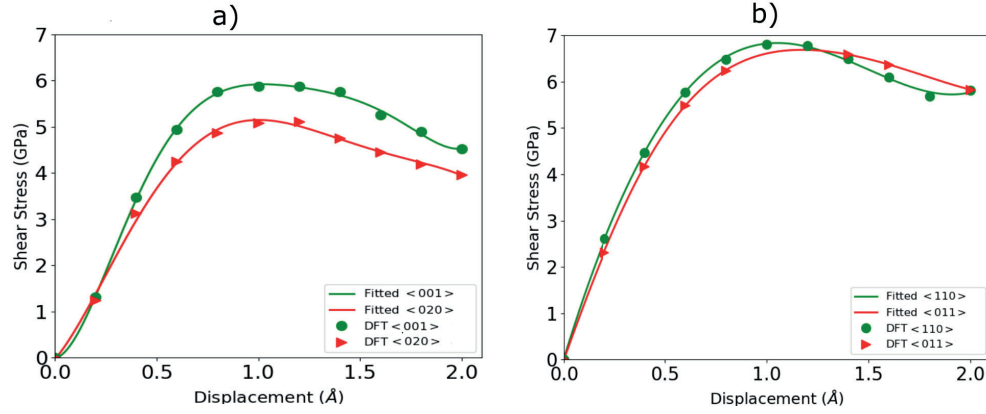 a)
7
6
5
4
3
2
1
0
Shear Stress (GPa)
0.0 0.5 1.0 1.5 2.0
Displacement (Å)
Fitted <001>
Fitted <020>
DFT <001>
DFT <020>
b)
7
6
5
4
3
2
1
0
Shear Stress (GPa)
0.0 0.5 1.0 1.5 2.0
Displacement (Å)
Fitted <110>
Fitted <011>
DFT <110>
DFT <011>